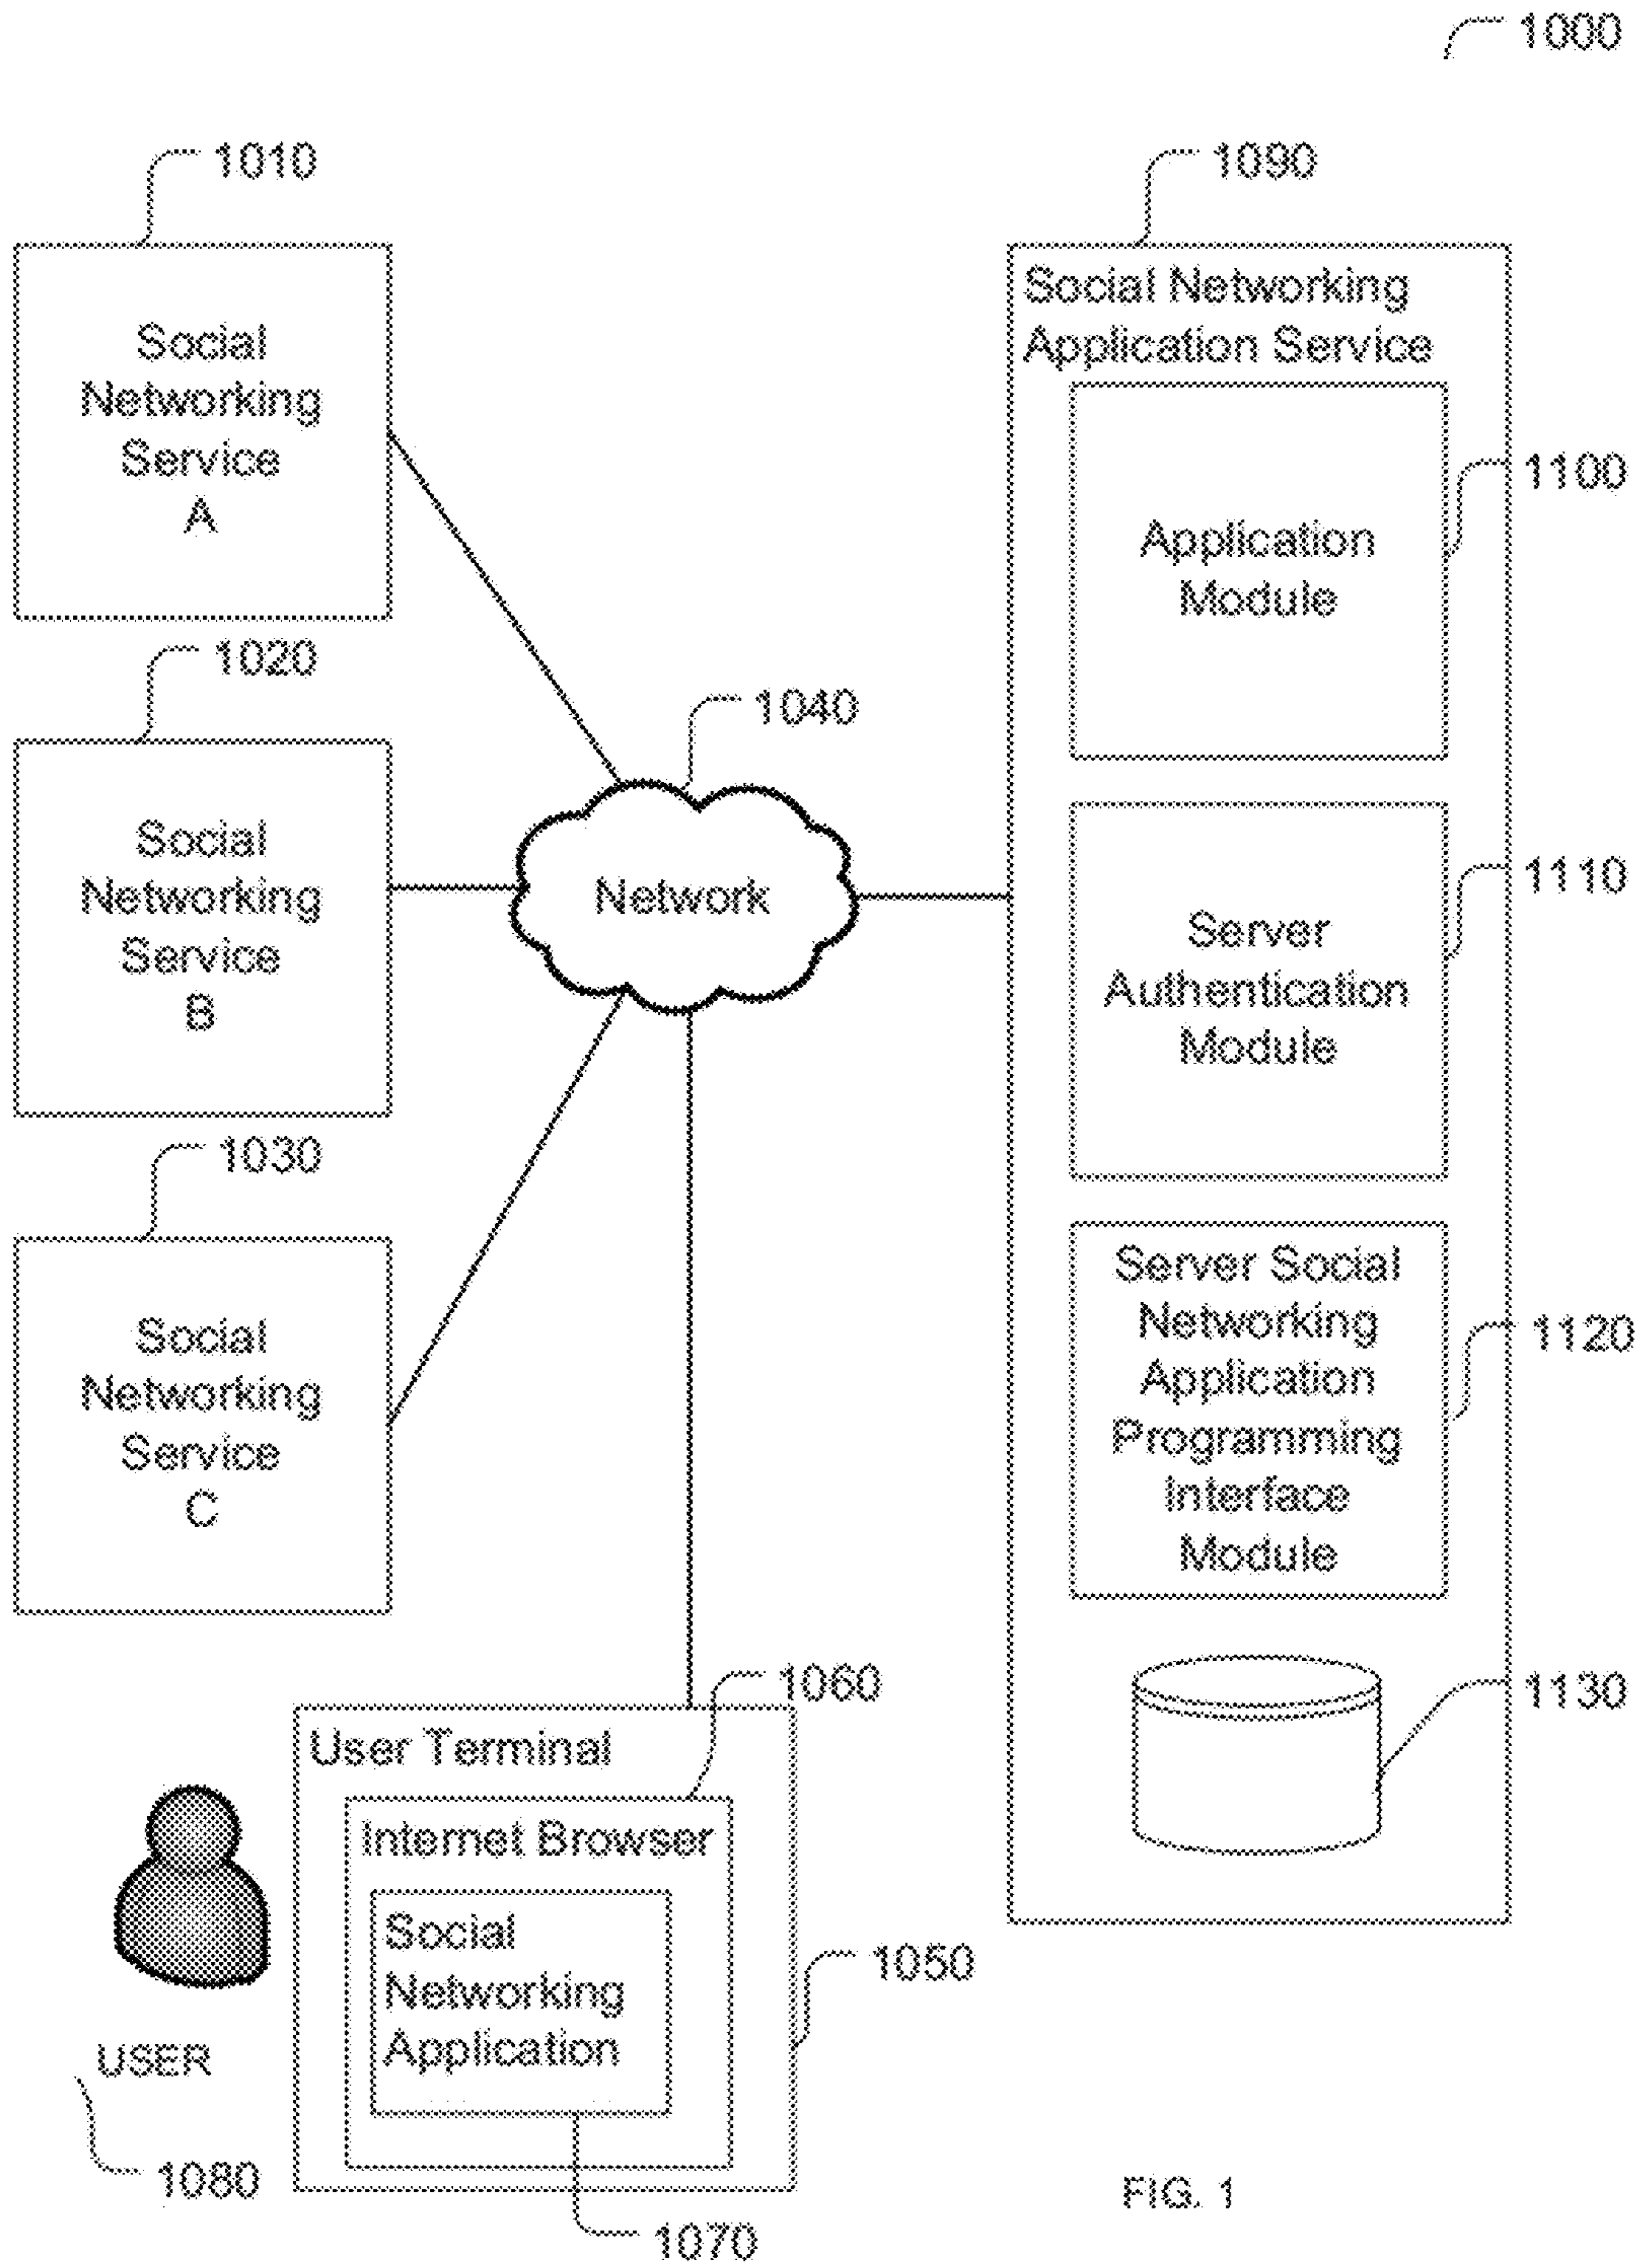 1000
1010
Social
Networking
Service
A
1020
Social
Networking
Service
B
1030
Social
Networking
Service
C
1040
Network
1090
Social Networking
Application Service
Application
Module
1100
Server
Authentication
Module
1110
Server Social
Networking
Application
Programming
Interface
Module
1120
1130
1060
User Terminal
Internet Browser
Social
Networking
Application
1050
1070
USER
1080
FIG. 1